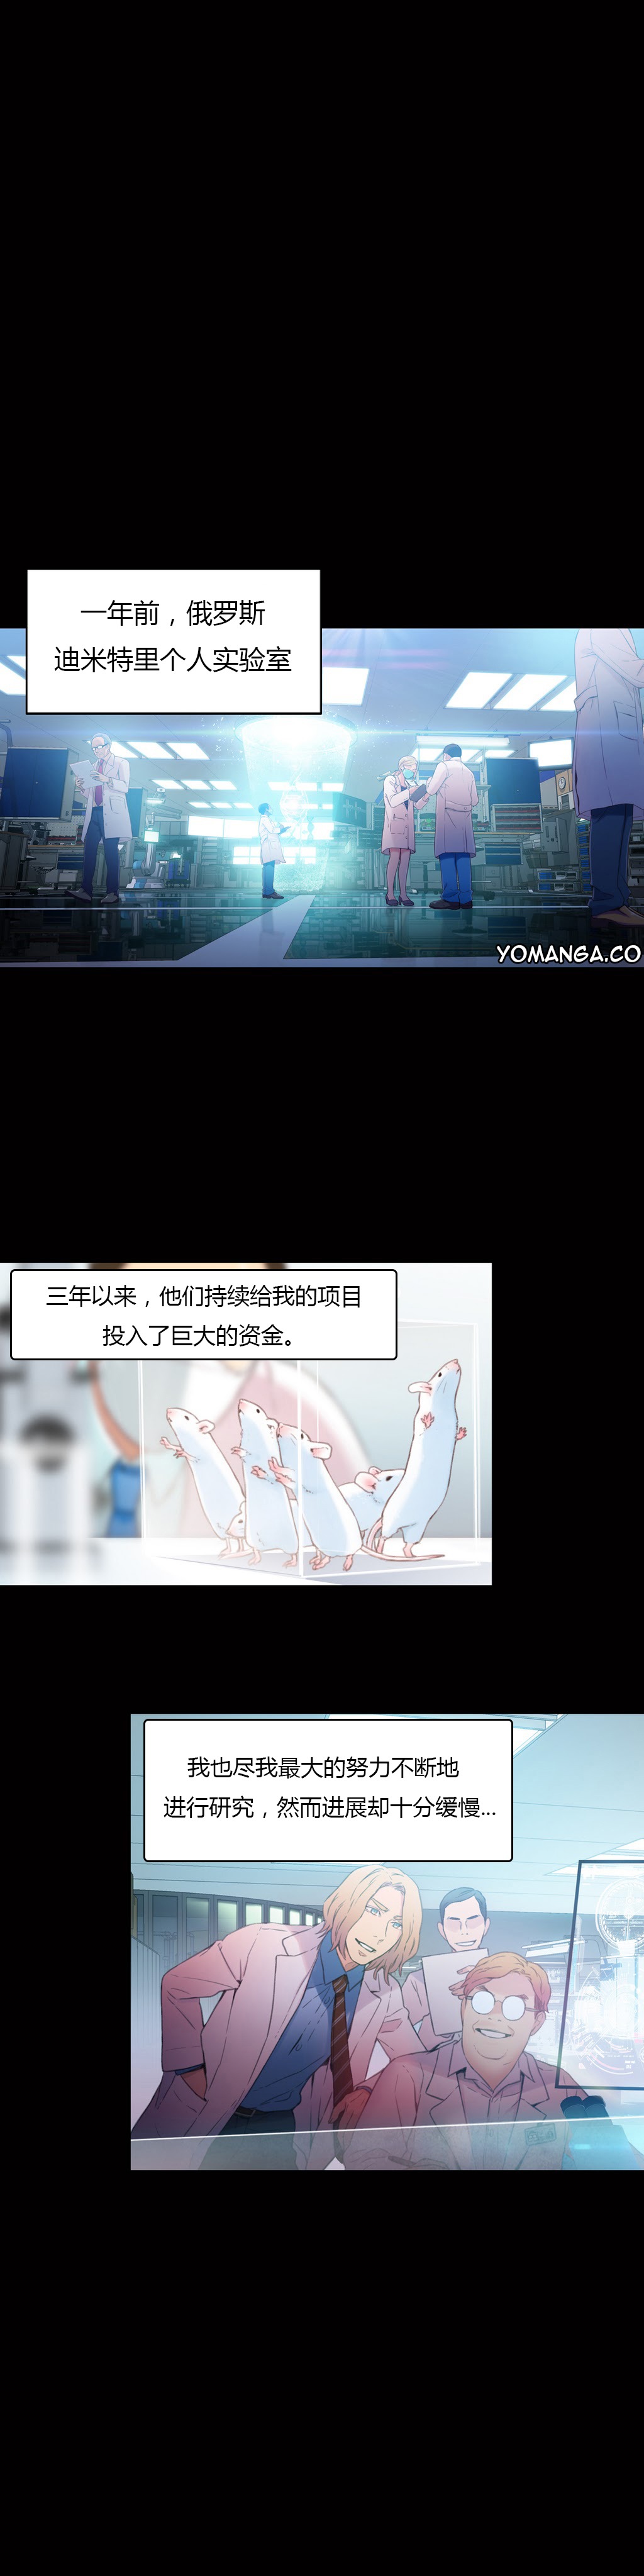 一年前，俄罗斯
迪米特里个人实验室
YOMANGA.CO
三年以来，他们持续给我的项目
投入了巨大的资金。
我也尽我最大的努力不断地
进行研究，然而进展却十分缓慢...